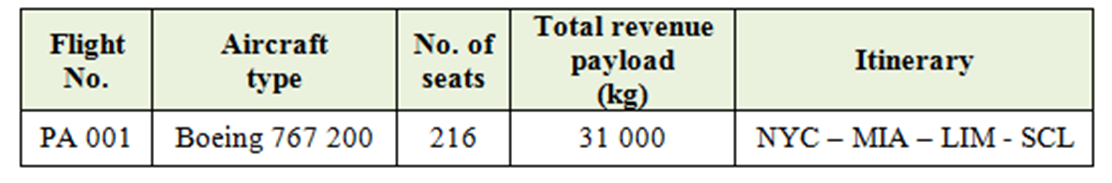 Flight No.
Aircraft type
No. of seats
Total revenue payload (kg)
Itinerary
PA 001
Boeing 767 200
216
31 000
NYC – MIA – LIM - SCL